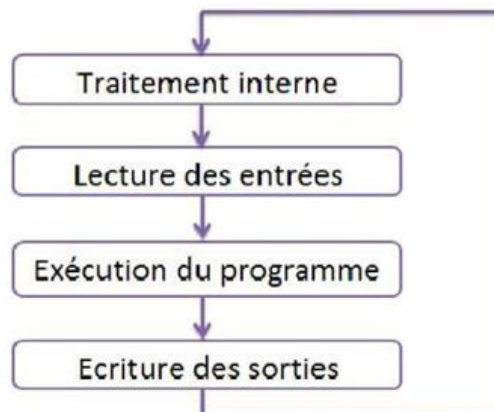 Traitement interne
Lecture des entrées
Exécution du programme
Ecriture des sorties